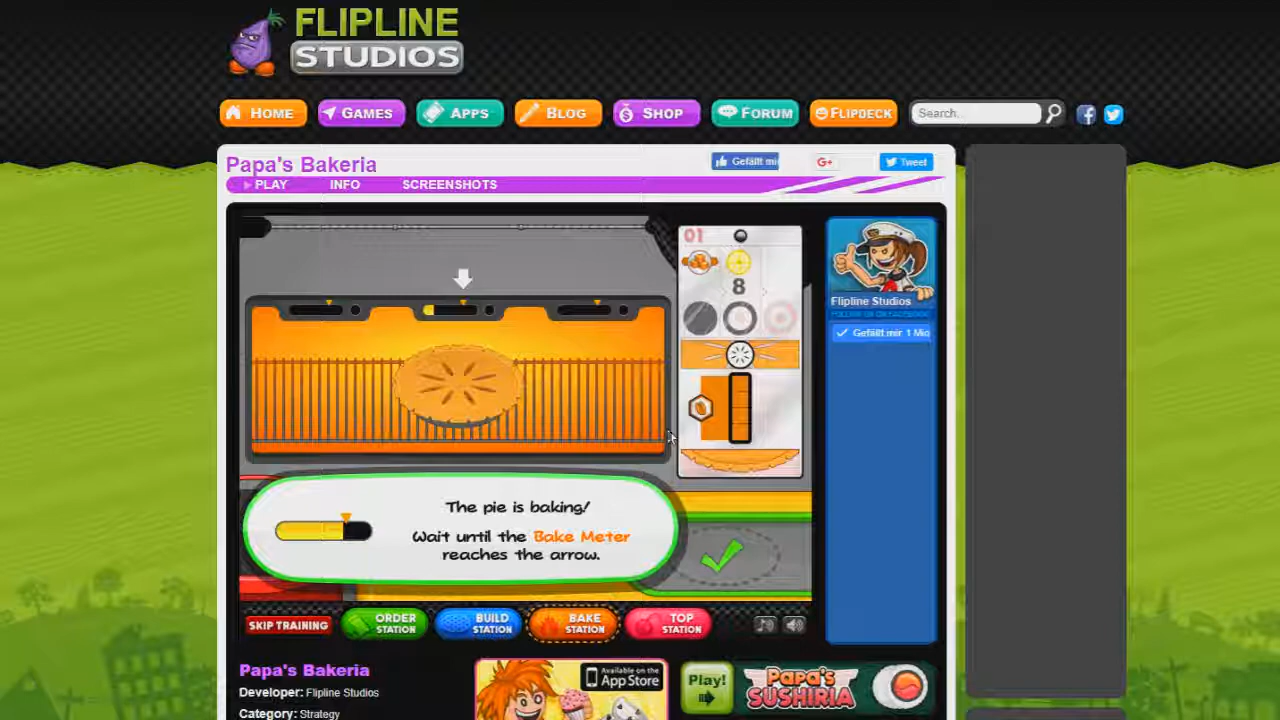 FLIPLINE
STUDIOS
HOME
GAMES
APPS
BLOG
SHOP
FORUM
FLIPDECK
Search..
Papa's Bakeria
Gefällt mi
G+
Tweet
PLAY
INFO
SCREENSHOTS
01
8
Flipline Studios
Gefällt mir 1 Mio
The pie is baking!
Wait until the Bake Meter
reaches the arrow.
SKIP TRAINING
ORDER
STATION
BUILD
STATION
BAKE
STATION
TOP
STATION
Papa's Bakeria
Developer: Flipline Studios
Category: Strategy
Available on the
App Store
Play!
Papa's
SUSHIRIA